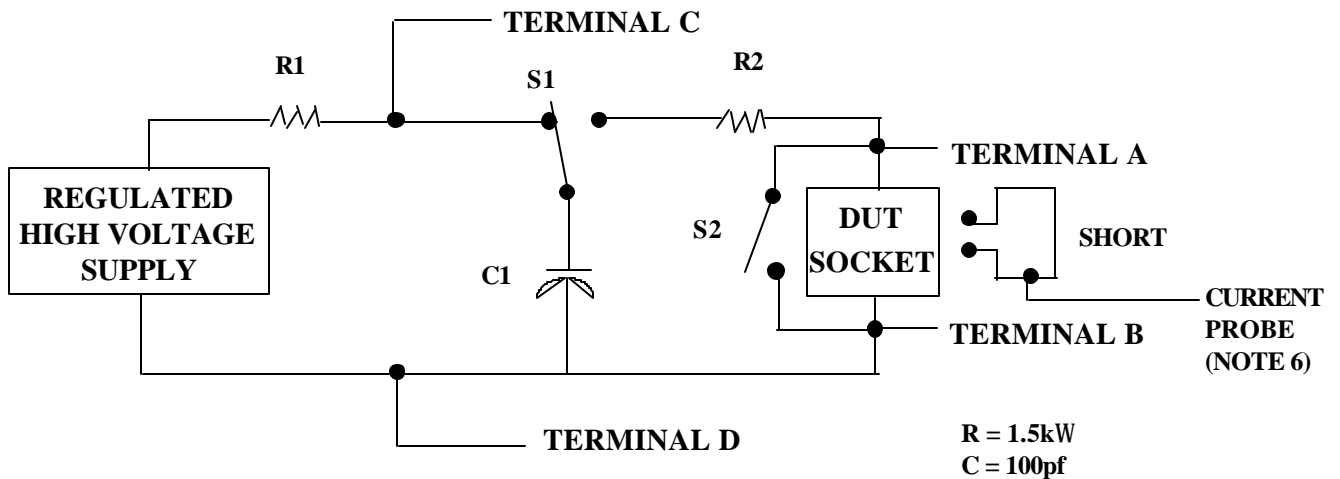 TERMINAL C
R1
S1
R2
TERMINAL A
REGULATED
HIGH VOLTAGE
SUPPLY
S2
DUT
SOCKET
SHORT
C1
CURRENT
PROBE
(NOTE 6)
TERMINAL B
TERMINAL D
R = 1.5kW
C = 100pf